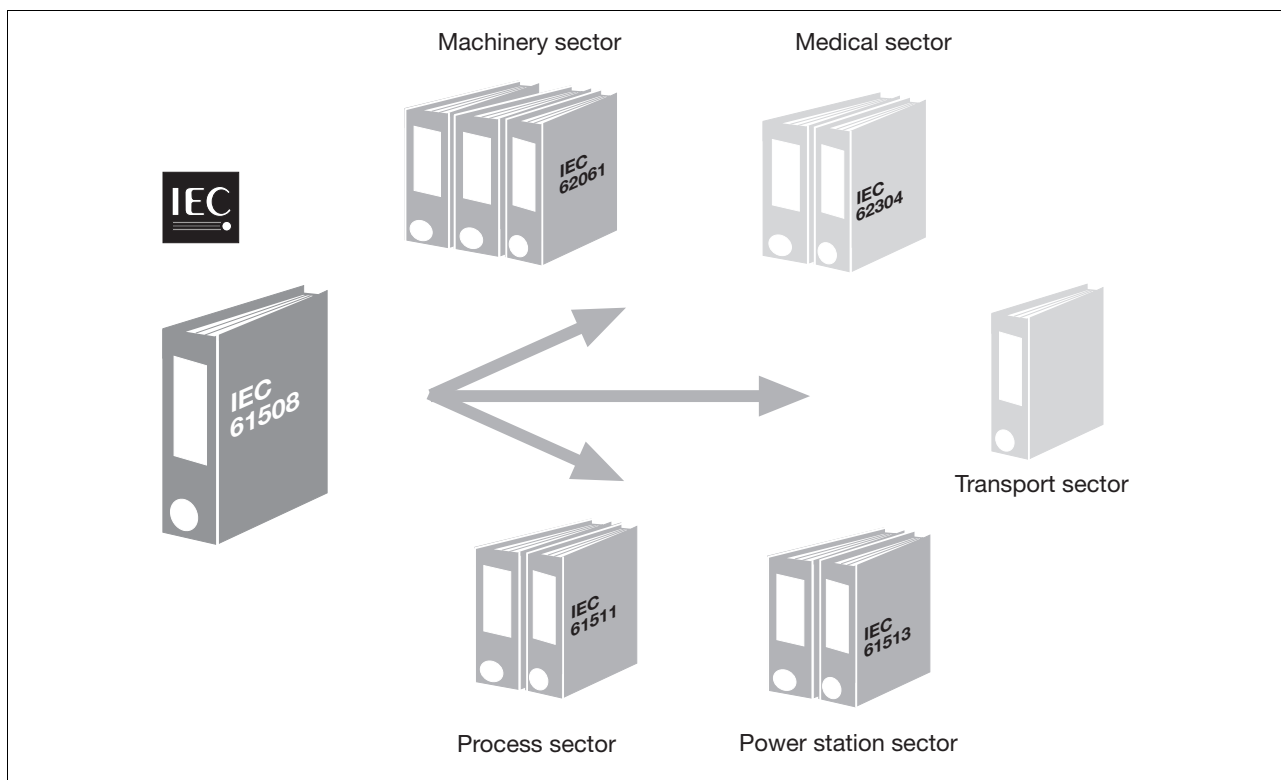 Machinery sector
Medical sector
IEC
62061
IEC
62304
IEC
IEC
61508
Transport sector
IEC
61511
IEC
61513
Process sector
Power station sector